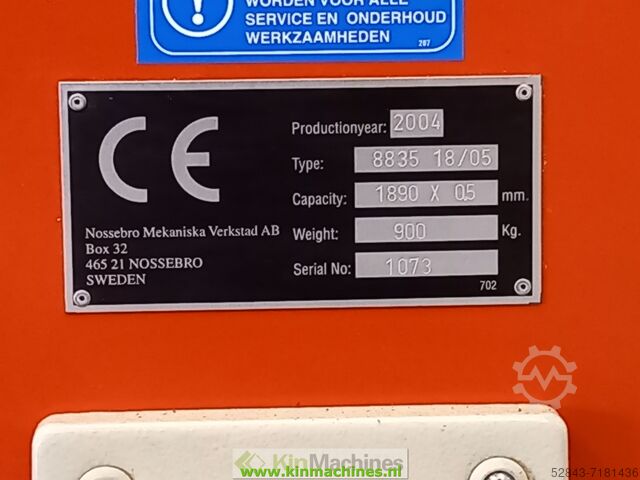 WORDEN VOOR ALLE
SERVICE EN ONDERHOUD
WERKZAAMHEDEN
207
CE
Productionyear: 2004
Type: 8835 18/05
Capacity: 1890 X 0.5 mm.
Weight: 900 Kg.
Serial No: 1073
Nossebro Mekaniska Verkstad AB
Box 32
465 21 NOSSEBRO
SWEDEN
702
KinMachines
www.kinmachines.nl
52843-7181436